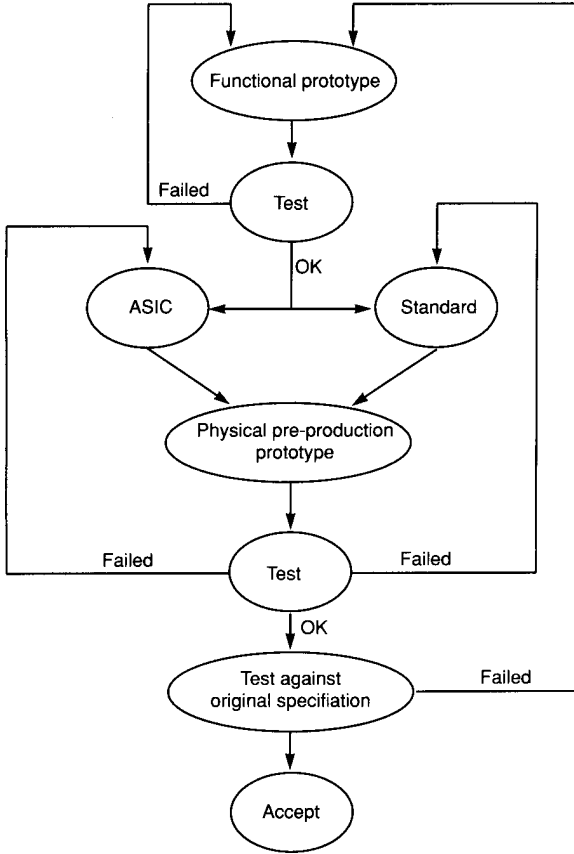 Functional prototype
Failed
Test
OK
ASIC
Standard
Physical pre-production
prototype
Failed
Failed
Test
OK
Test against
original specifiation
Failed
Accept